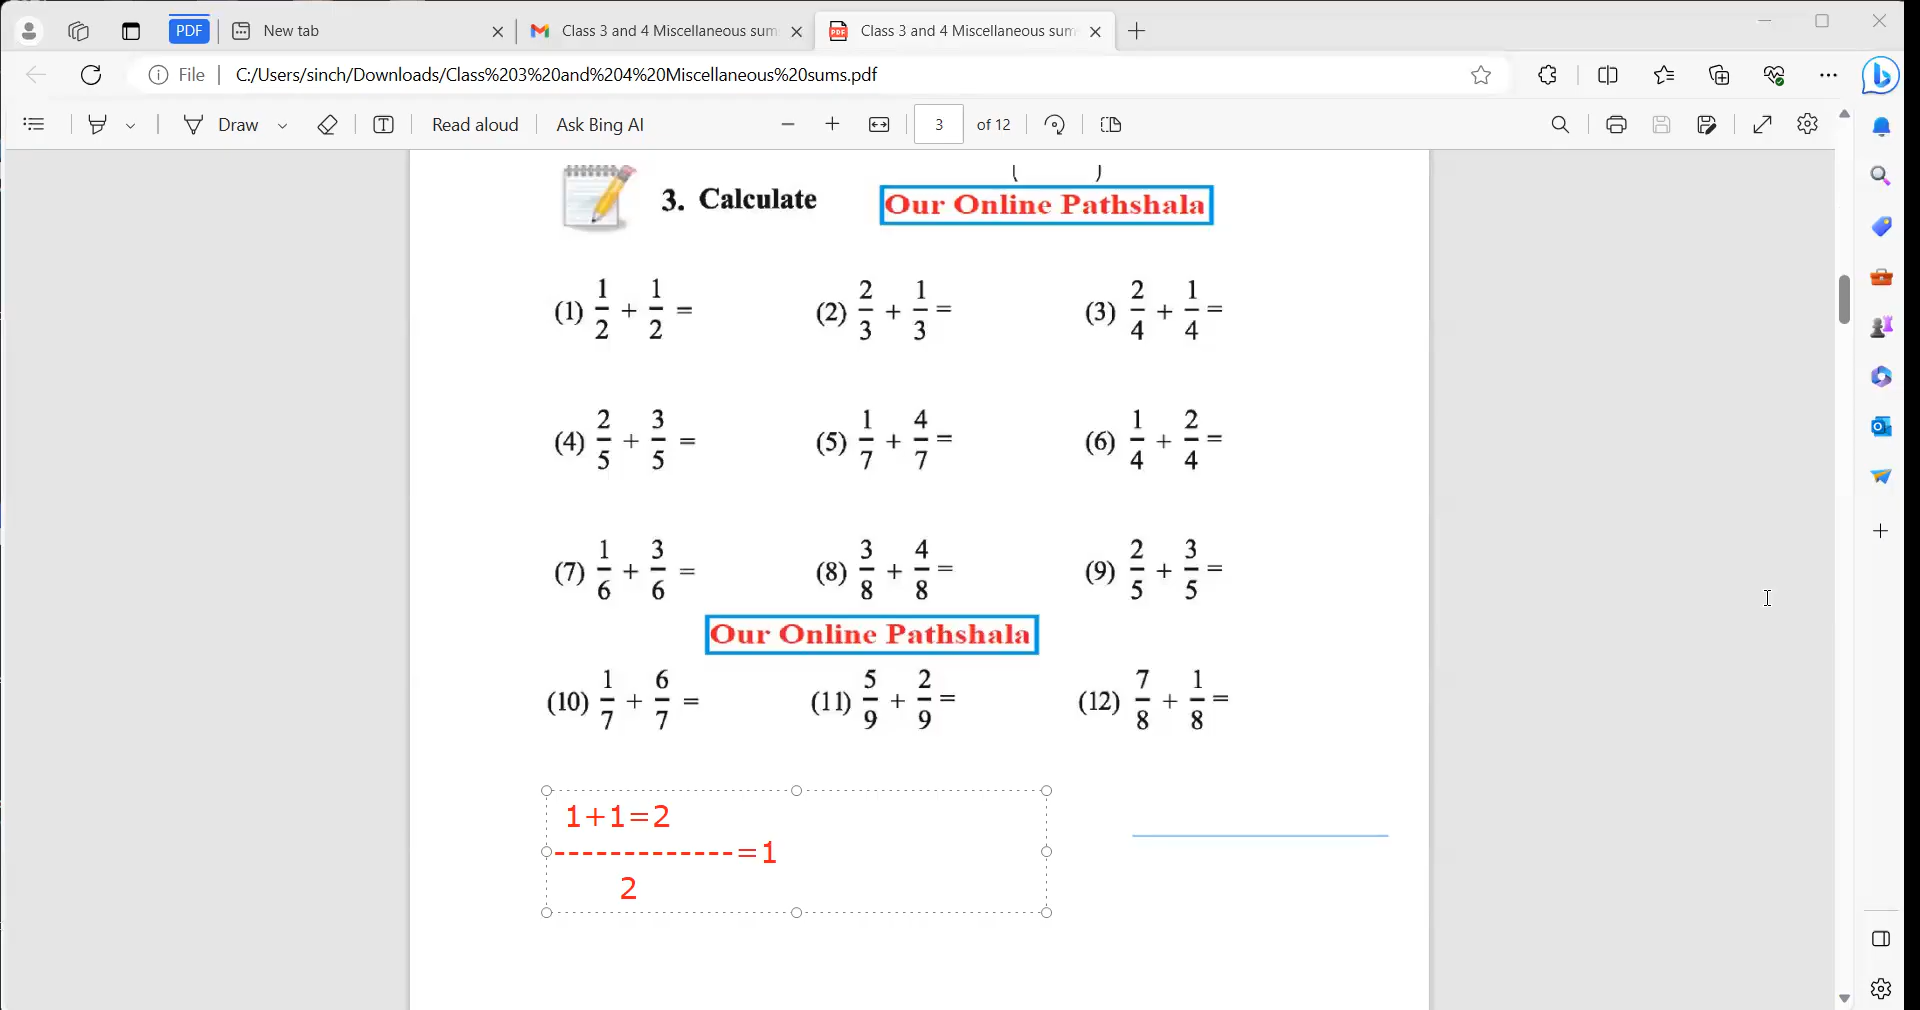 PDF
New tab
Class 3 and 4 Miscellaneous sum
Class 3 and 4 Miscellaneous sum
File
C:/Users/sinch/Downloads/Class%203%20and%204%20Miscellaneous%20sums.pdf
Draw
Read aloud
Ask Bing AI
3
of 12
( )
3. Calculate
Our Online Pathshala
(1) 1/2 + 1/2 = (2) 2/3 + 1/3 = (3) 2/4 + 1/4 =
(4) 2/5 + 3/5 = (5) 1/7 + 4/7 = (6) 1/4 + 2/4 =
(7) 1/6 + 3/6 = (8) 3/8 + 4/8 = (9) 2/5 + 3/5 =
Our Online Pathshala
(10) 1/7 + 6/7 = (11) 5/9 + 2/9 = (12) 7/8 + 1/8 =
1+1=2
-------------=1
2